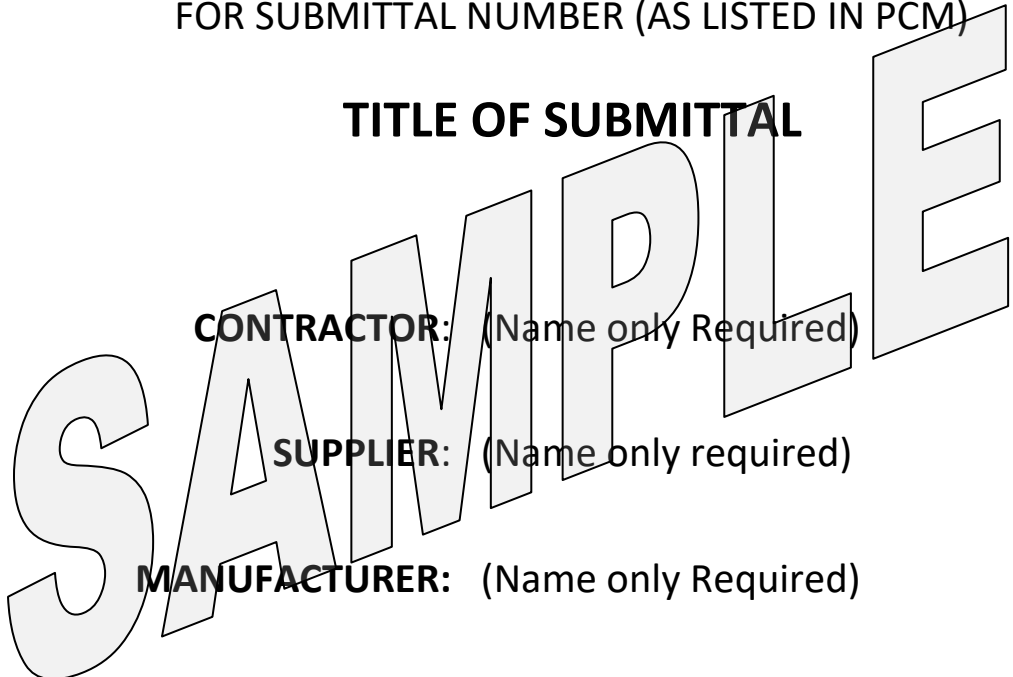 FOR SUBMITTAL NUMBER (AS LISTED IN PCM)
TITLE OF SUBMITTAL
CONTRACTOR: (Name only Required)
SUPPLIER: (Name only required)
MANUFACTURER: (Name only Required)
SAMPLE